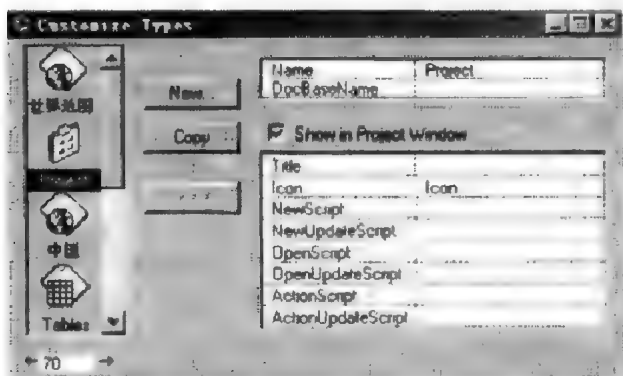 Customize Types
世界地图
Project
中国
Tables
70
New...
Copy
Name Project
DocBaseName
Show in Project Window
Title
Icon Icon
NewScript
NewUpdateScript
OpenScript
OpenUpdateScript
ActionScript
ActionUpdateScript